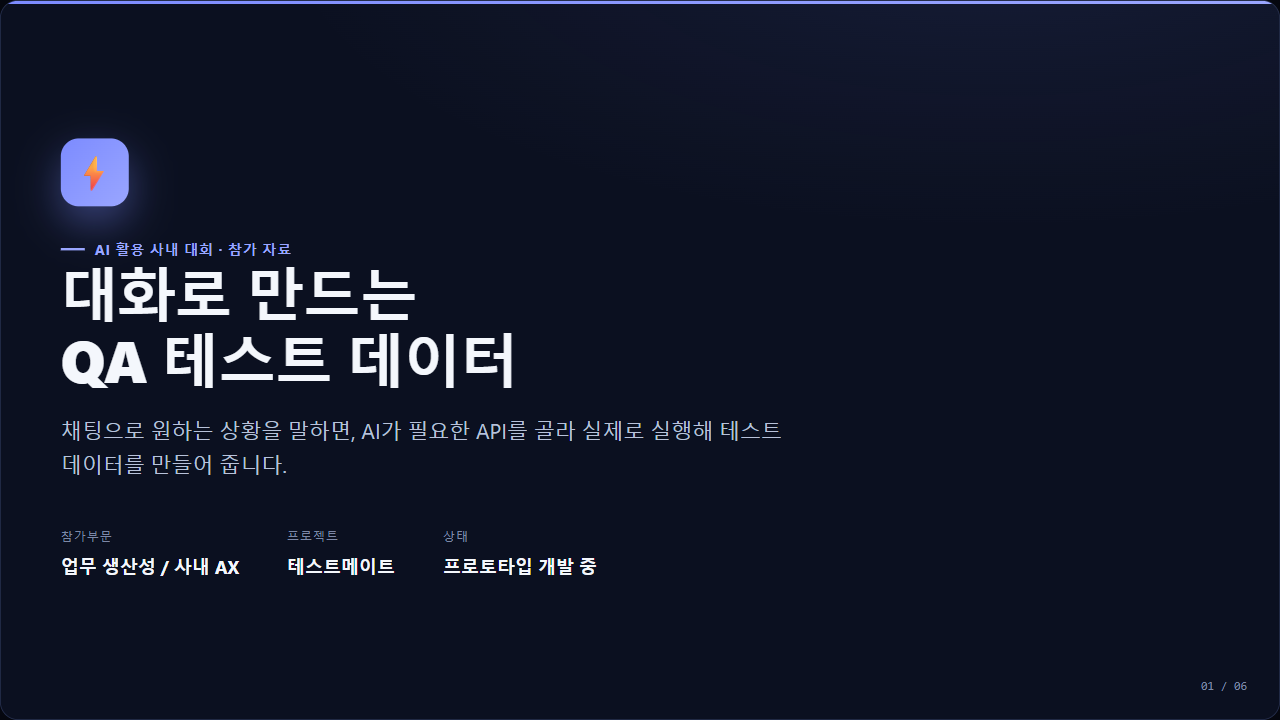 AI 활용 사내 대회 · 참가 자료
대화로 만드는
QA 테스트 데이터
채팅으로 원하는 상황을 말하면, AI가 필요한 API를 골라 실제로 실행해 테스트
데이터를 만들어 줍니다.
참가부문 프로젝트 상태
업무 생산성 / 사내 AX 테스트메이트 프로토타입 개발 중
01 / 06